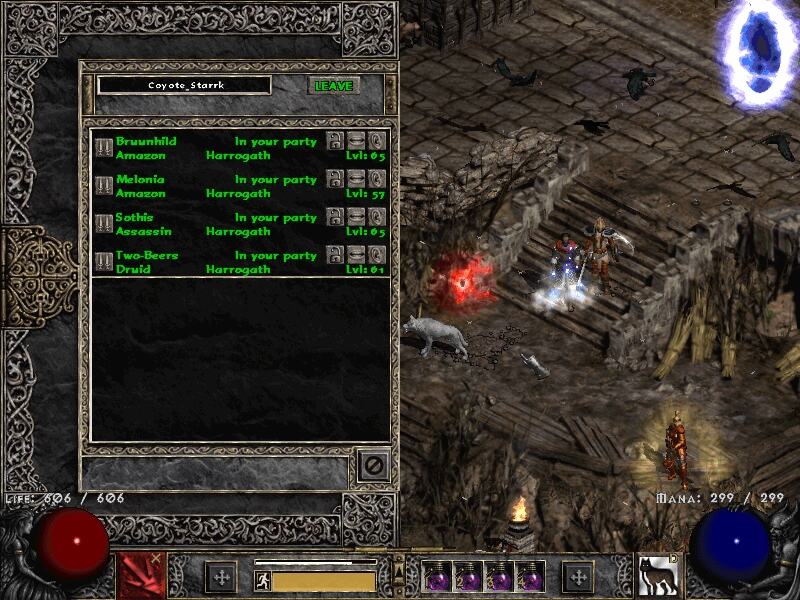 Coyote_Starrk LEAVE
Bruunhild In your party
Amazon Harrogath Lvl: 65
Melonia In your party
Amazon Harrogath Lvl: 57
Sothis In your party
Assassin Harrogath Lvl: 65
Two-Beers In your party
Druid Harrogath Lvl: 61
Life: 606 / 606 Mana: 299 / 299